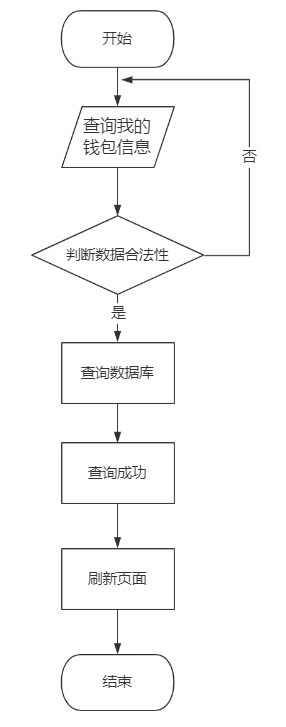 开始
查询我的
钱包信息
否
判断数据合法性
是
查询数据库
查询成功
刷新页面
结束